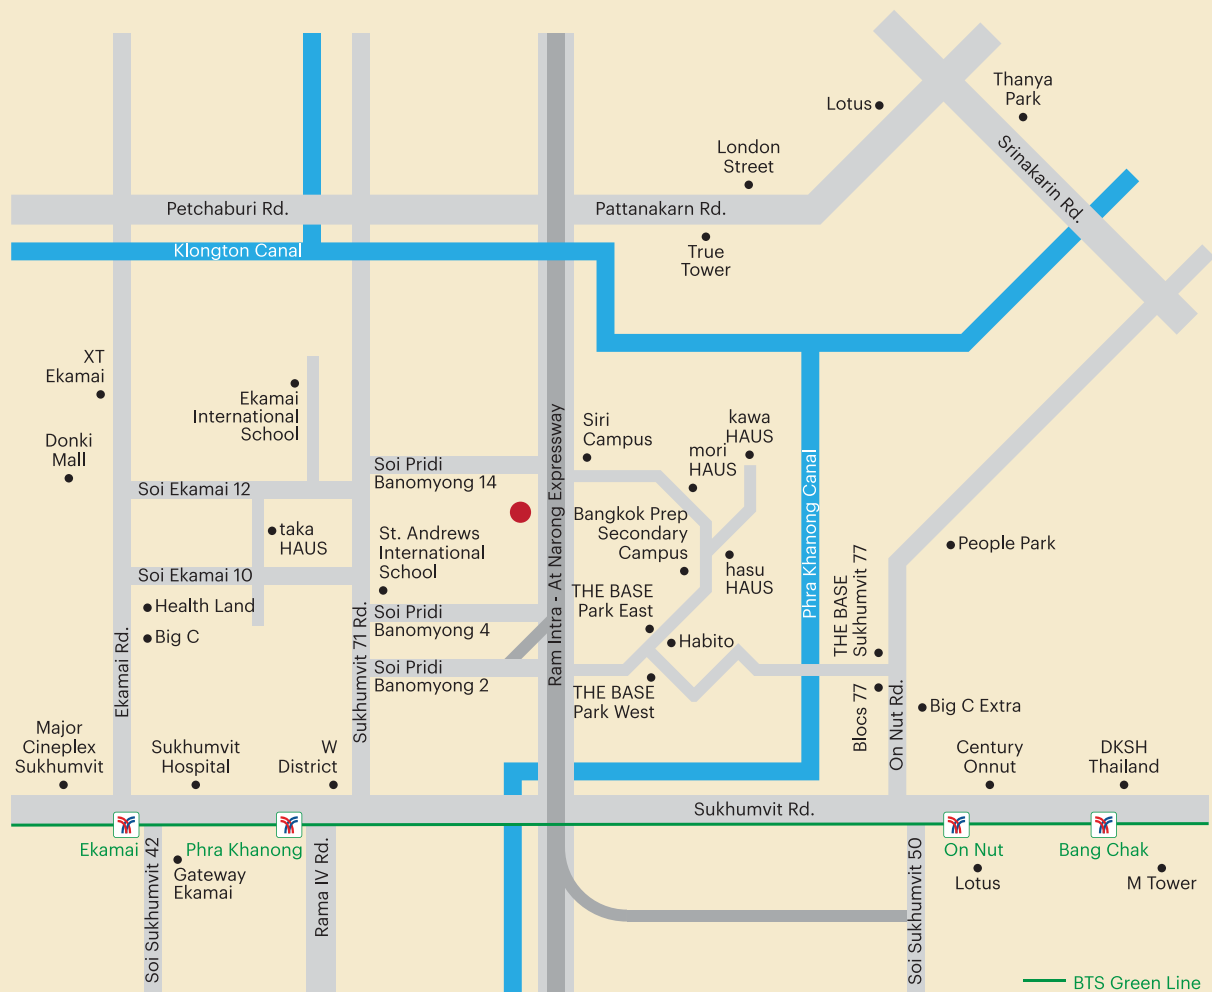 Thanya
Park
Lotus
London
Street
Srinakarin Rd.
Petchaburi Rd.
Pattanakarn Rd.
Klongton Canal
True
Tower
XT
Ekamai
Ekamai
International
School
Donki
Mall
Siri
Campus
kawa
HAUS
mori
HAUS
Soi Pridi
Banomyong 14
Soi Ekamai 12
Ram Intra - At Narong Expressway
Phra Khanong Canal
taka
HAUS
St. Andrews
International
School
Bangkok Prep
Secondary
Campus
hasu
HAUS
People Park
THE BASE
Sukhumvit 77
Soi Ekamai 10
Health Land
Big C
THE BASE
Park East
Habito
Soi Pridi
Banomyong 4
Soi Pridi
Banomyong 2
Ekamai Rd.
Sukhumvit 71 Rd.
THE BASE
Park West
Blocs 77
On Nut Rd.
Big C Extra
Major
Cineplex
Sukhumvit
Sukhumvit
Hospital
W
District
Century
Onnut
DKSH
Thailand
Sukhumvit Rd.
Ekamai
Phra Khanong
On Nut
Bang Chak
Soi Sukhumvit 42
Gateway
Ekamai
Rama IV Rd.
Soi Sukhumvit 50
Lotus
M Tower
BTS Green Line